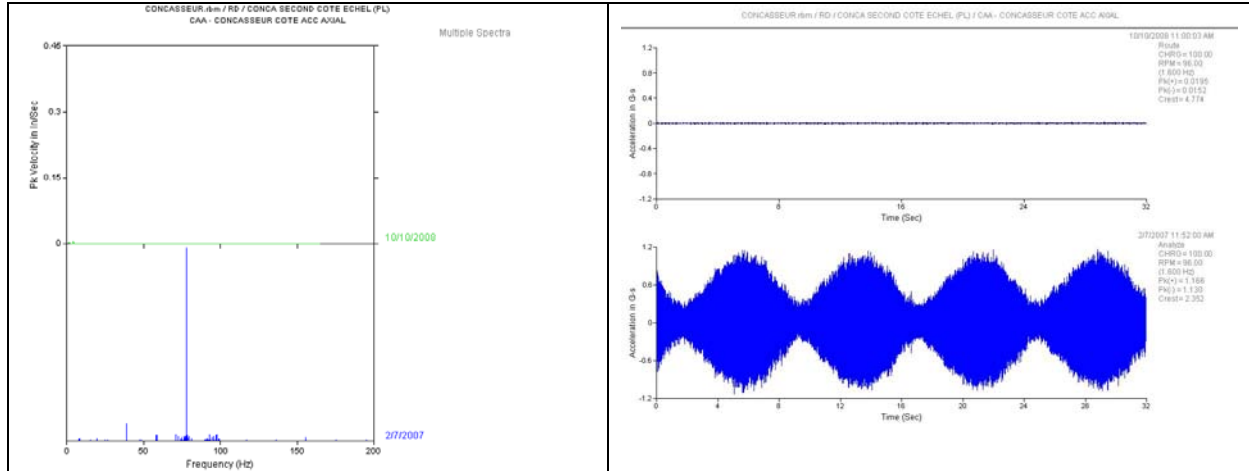 CONCASSEUR.rbm / RD / CONCA SECOND COTE ECHEL (PL)
CAA - CONCASSEUR COTE ACC AXIAL
Multiple Spectra
Pk Velocity in In/Sec
0.45
0.3
0.15
0
10/10/2008
2/7/2007
0
50
100
150
200
Frequency (Hz)
CONCASSEUR.rbm / RD / CONCA SECOND COTE ECHEL (PL) / CAA - CONCASSEUR COTE ACC AXIAL
10/10/2008 11:00:03 AM
Route
CHRG= 100.00
RPM = 96.00
(1.600 Hz)
Pk(+) = 0.0195
Pk(-) = 0.0152
Crest= 4.774
Acceleration in G-s
1.2
0.8
0.4
0
-0.4
-0.8
-1.2
0
8
16
24
32
Time (Sec)
2/7/2007 11:52:00 AM
Analyze
CHRG= 100.00
RPM = 96.00
(1.600 Hz)
Pk(+) = 1.166
Pk(-) = 1.130
Crest= 2.352
Acceleration in G-s
1.2
0.6
0
-0.6
-1.2
0
4
8
12
16
20
24
28
32
Time (Sec)